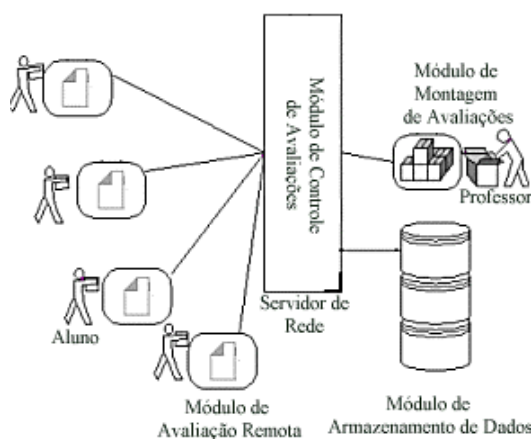 Módulo de
Montagem
de Avaliações
Módulo de Controle
de Avaliações
Professor
Servidor de
Rede
Aluno
Módulo de
Avaliação Remota
Módulo de
Armazenamento de Dados